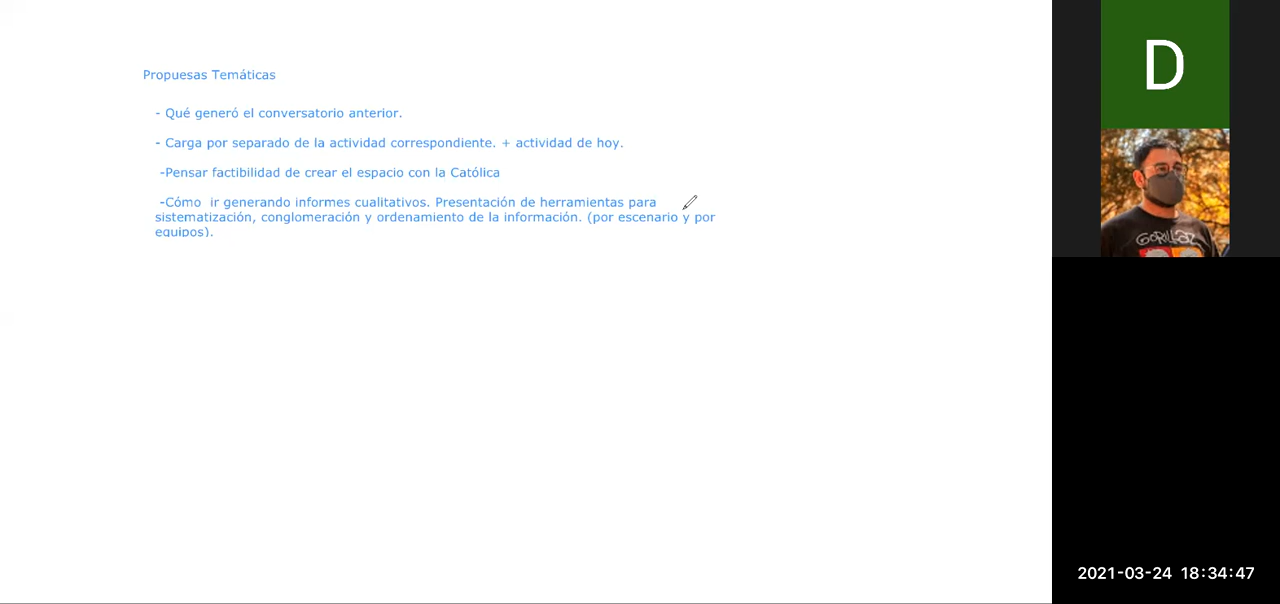 Propuesas Temáticas
- Qué generó el conversatorio anterior.
- Carga por separado de la actividad correspondiente. + actividad de hoy.
-Pensar factibilidad de crear el espacio con la Católica
-Cómo  ir generando informes cualitativos. Presentación de herramientas para
sistematización, conglomeración y ordenamiento de la información. (por escenario y por
equipos).
D
GORILLAZ
2021-03-24 18:34:47